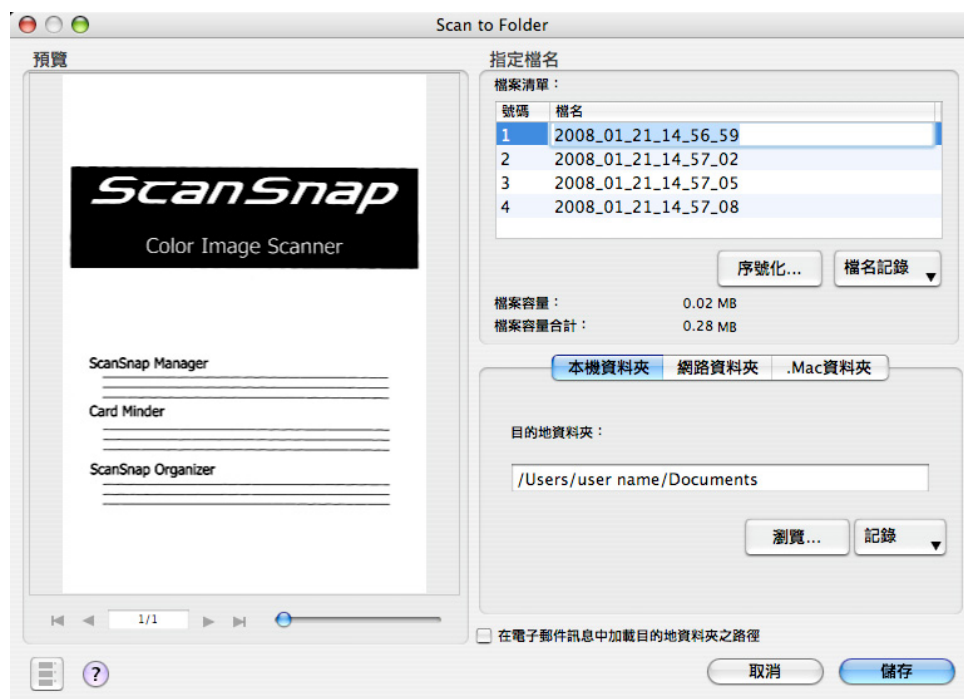 Scan to Folder
預覽
ScanSnap
Color Image Scanner
ScanSnap Manager
Card Minder
ScanSnap Organizer
1/1
?
指定檔名
檔案清單：
號碼 檔名
1 2008_01_21_14_56_59
2 2008_01_21_14_57_02
3 2008_01_21_14_57_05
4 2008_01_21_14_57_08
序號化... 檔名記錄
檔案容量： 0.02 MB
檔案容量合計： 0.28 MB
本機資料夾 網路資料夾 .Mac資料夾
目的地資料夾：
/Users/user name/Documents
瀏覽... 記錄
在電子郵件訊息中加載目的地資料夾之路徑
取消 儲存